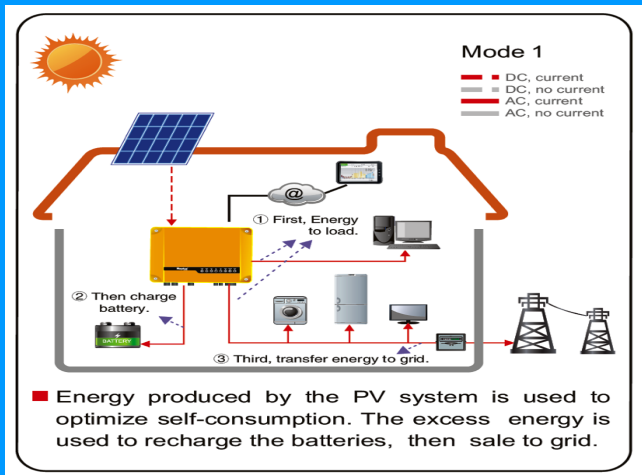 Mode 1
DC, current
DC, no current
AC, current
AC, no current
@
① First, Energy
to load.
② Then charge
battery.
BATTERY
③ Third, transfer energy to grid.
Energy produced by the PV system is used to
optimize self-consumption. The excess energy is
used to recharge the batteries, then sale to grid.